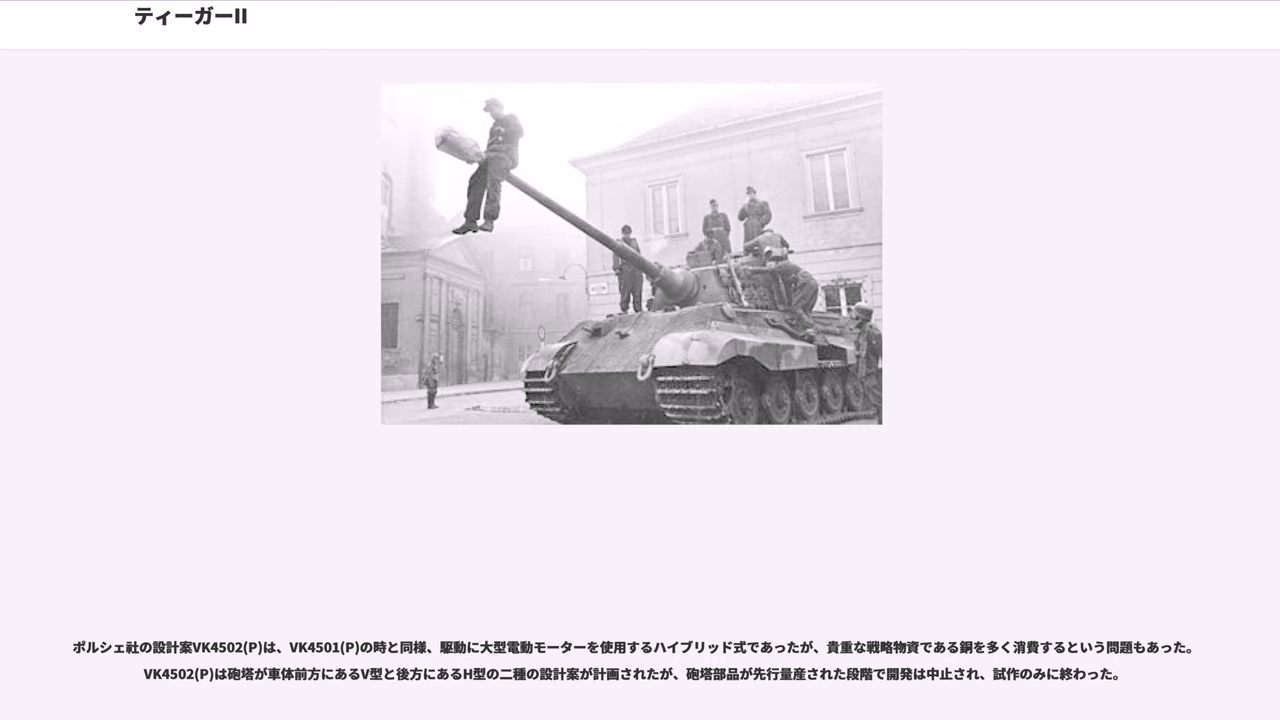 ティーガーII
ポルシェ社の設計案VK4502(P)は、VK4501(P)の時と同様、駆動に大型電動モーターを使用するハイブリッド式であったが、貴重な戦略物資である銅を多く消費するという問題もあった。
VK4502(P)は砲塔が車体前方にあるV型と後方にあるH型の二種の設計案が計画されたが、砲塔部品が先行量産された段階で開発は中止され、試作のみに終わった。